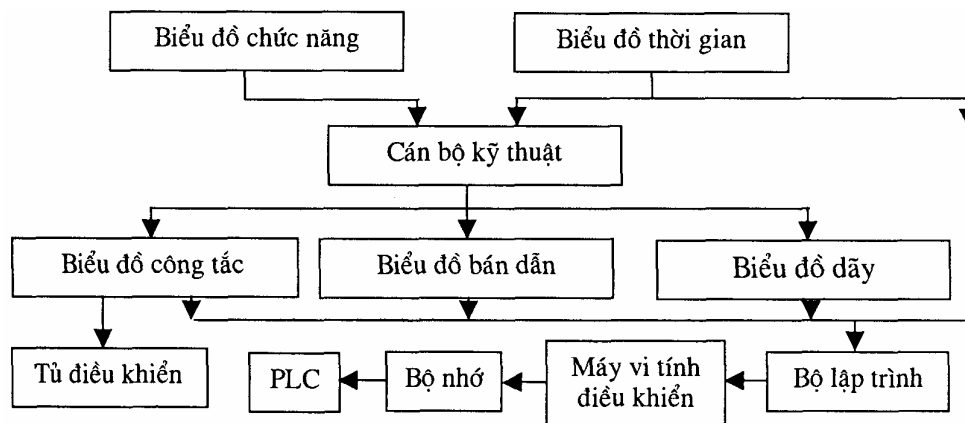 Biểu đồ chức năng
Biểu đồ thời gian
Cán bộ kỹ thuật
Biểu đồ công tắc
Biểu đồ bán dẫn
Biểu đồ dãy
Tủ điều khiển
PLC
Bộ nhớ
Máy vi tính
điều khiển
Bộ lập trình